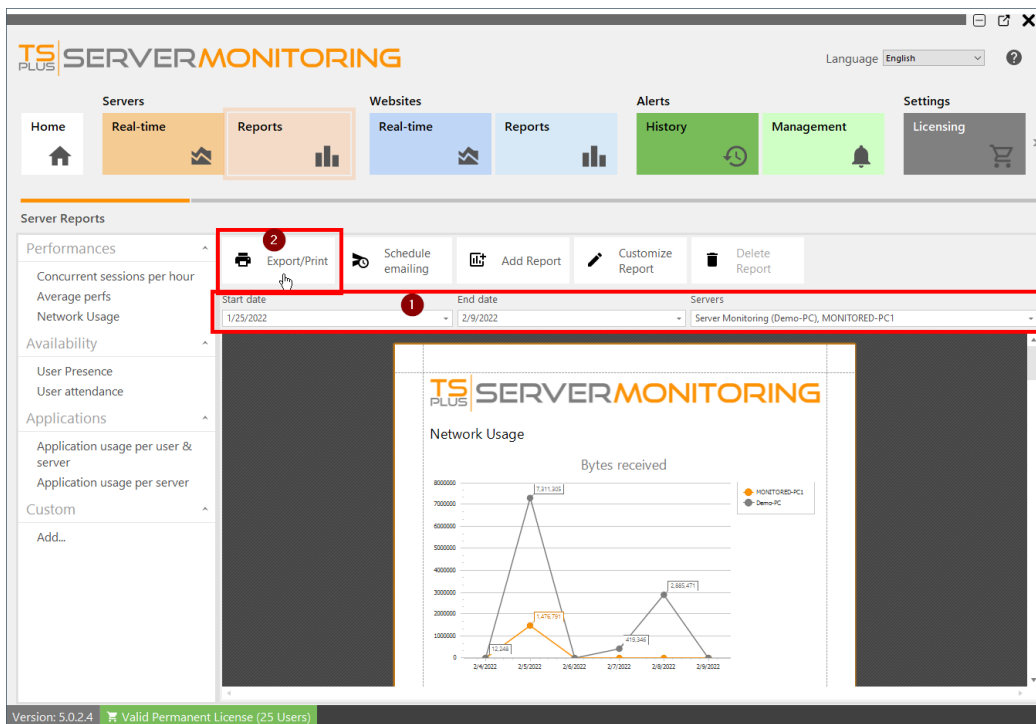 TS PLUS SERVERMONITORING
Language English
Servers
Websites
Alerts
Settings
Home
Real-time
Reports
Real-time
Reports
History
Management
Licensing
Server Reports
Performances
Concurrent sessions per hour
Average perfs
Network Usage
Availability
User Presence
User attendance
Applications
Application usage per user &
server
Application usage per server
Custom
Add...
2
Export/Print
Schedule
emailing
Add Report
Customize
Report
Delete
Report
1
Start date
End date
Servers
1/25/2022
2/9/2022
Server Monitoring (Demo-PC), MONITORED-PC1
TS PLUS SERVERMONITORING
Network Usage
Bytes received
8000000
7000000
6000000
5000000
4000000
3000000
2000000
1000000
0
7,311,305
1,476,791
12,248
419,346
2,885,471
MONITORED-PC1
Demo-PC
2/4/2022
2/5/2022
2/6/2022
2/7/2022
2/8/2022
2/9/2022
Version: 5.0.2.4
Valid Permanent License (25 Users)